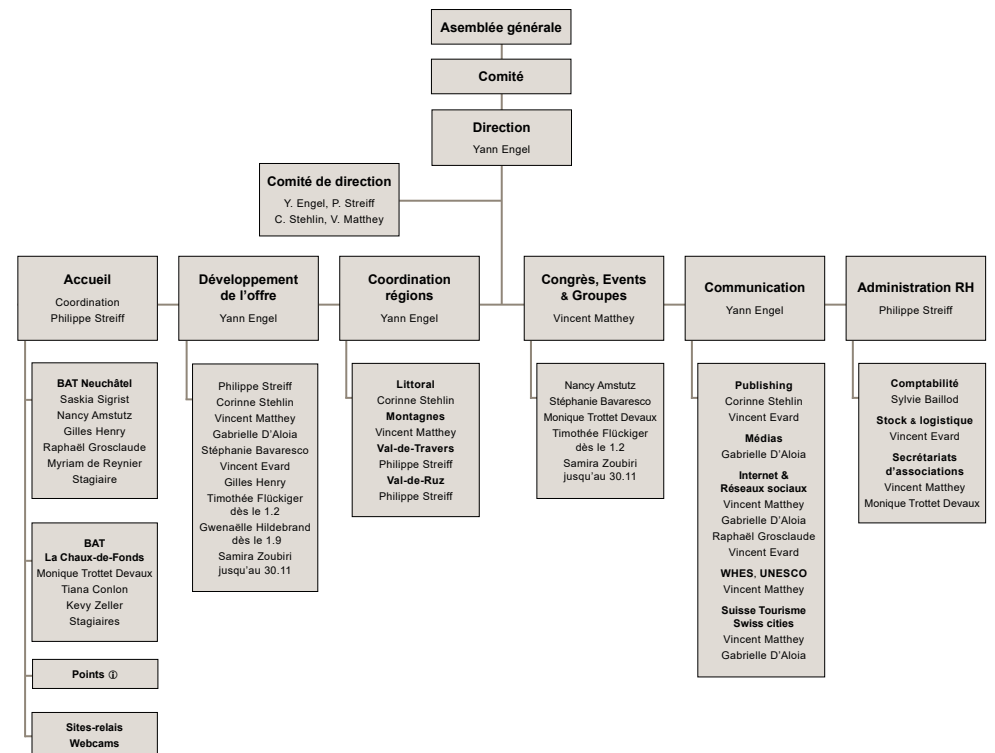 Asemblée générale
Comité
Direction
Yann Engel
Comité de direction
Y. Engel, P. Streiff
C. Stehlin, V. Matthey
Accueil
Coordination
Philippe Streiff
Développement
de l'offre
Yann Engel
Coordination
régions
Yann Engel
Congrès, Events
& Groupes
Vincent Matthey
Communication
Yann Engel
Administration RH
Philippe Streiff
BAT Neuchâtel
Saskia Sigrist
Nancy Amstutz
Gilles Henry
Raphaël Grosclaude
Myriam de Reynier
Stagiaire
BAT
La Chaux-de-Fonds
Monique Trottet Devaux
Tiana Conlon
Kevy Zeller
Stagiaires
Points ⓘ
Sites-relais
Webcams
Philippe Streiff
Corinne Stehlin
Vincent Matthey
Gabrielle D'Aloia
Stéphanie Bavaresco
Vincent Evard
Gilles Henry
Timothée Flückiger
dès le 1.2
Gwenaëlle Hildebrand
dès le 1.9
Samira Zoubiri
jusqu'au 30.11
Littoral
Corinne Stehlin
Montagnes
Vincent Matthey
Val-de-Travers
Philippe Streiff
Val-de-Ruz
Philippe Streiff
Nancy Amstutz
Stéphanie Bavaresco
Monique Trottet Devaux
Timothée Flückiger
dès le 1.2
Samira Zoubiri
jusqu'au 30.11
Publishing
Corinne Stehlin
Vincent Evard
Médias
Gabrielle D'Aloia
Internet &
Réseaux sociaux
Vincent Matthey
Gabrielle D'Aloia
Raphaël Grosclaude
Vincent Evard
WHES, UNESCO
Vincent Matthey
Suisse Tourisme
Swiss cities
Vincent Matthey
Gabrielle D'Aloia
Comptabilité
Sylvie Baillod
Stock & logistique
Vincent Evard
Secrétariats
d'associations
Vincent Matthey
Monique Trottet Devaux